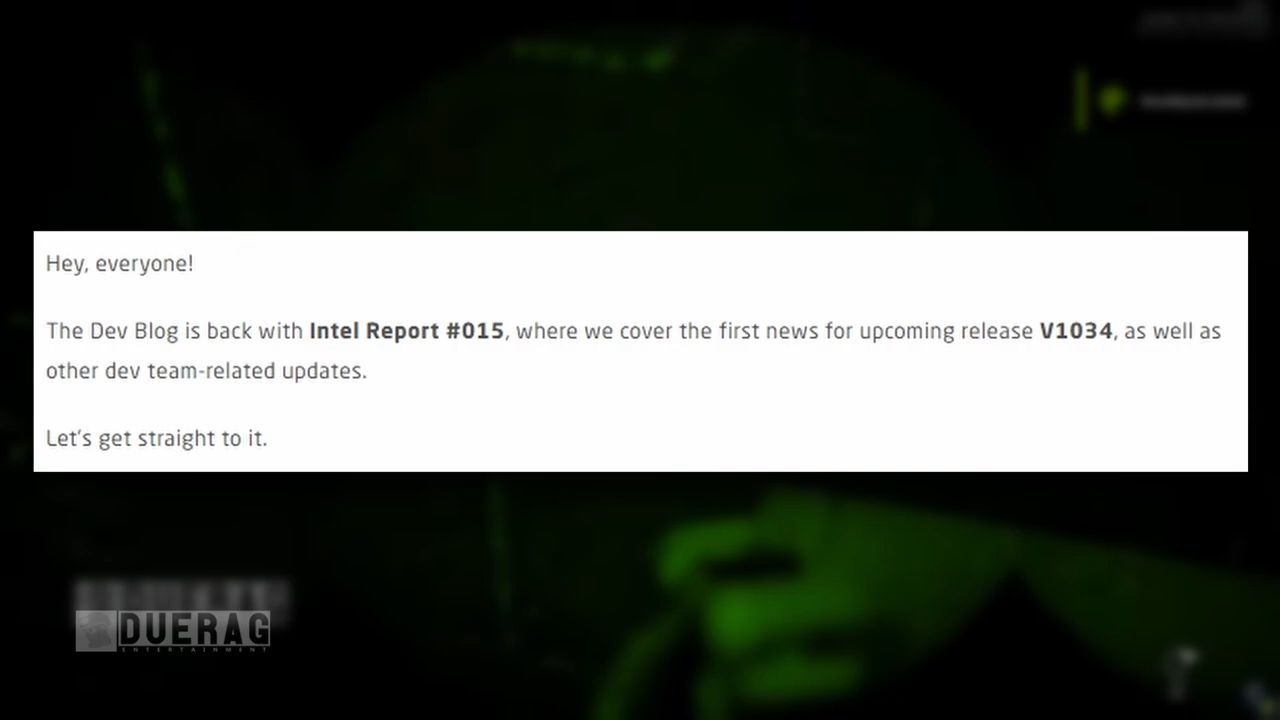 Hey, everyone!
The Dev Blog is back with Intel Report #015, where we cover the first news for upcoming release V1034, as well as
other dev team-related updates.
Let's get straight to it.
DUERAG
ENTERTAINMENT